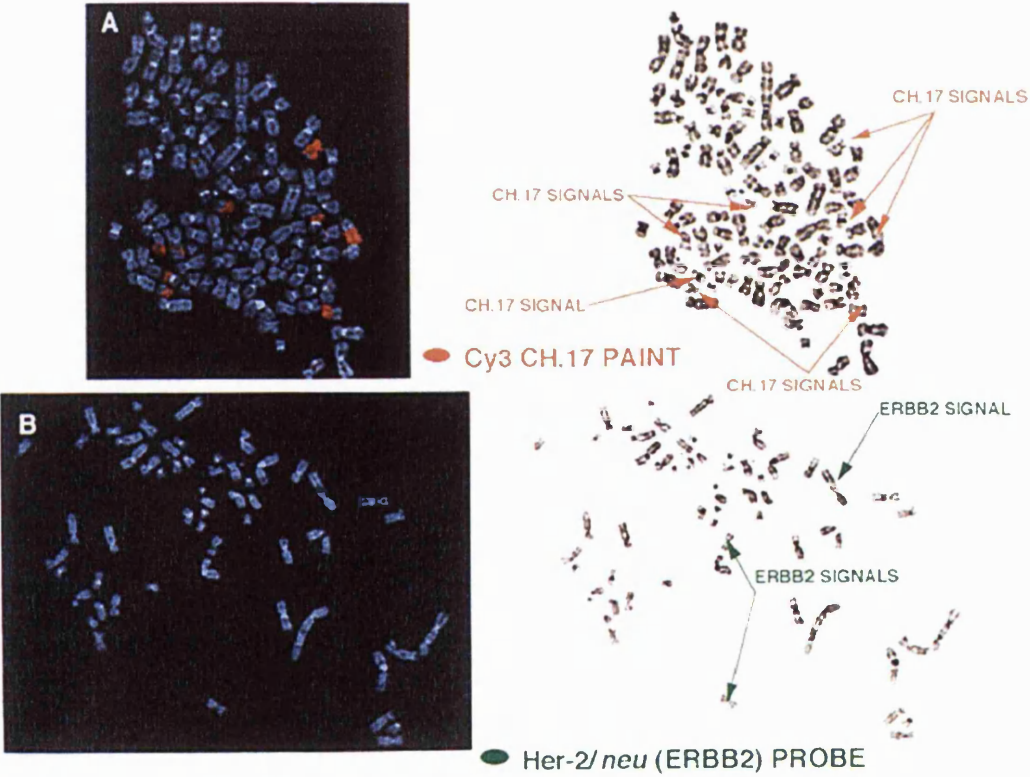 A
CH.17 SIGNALS
CH.17 SIGNALS
CH.17 SIGNAL
Cy3 CH.17 PAINT
CH.17 SIGNALS
B
ERBB2 SIGNAL
ERBB2 SIGNALS
Her-2/neu (ERBB2) PROBE